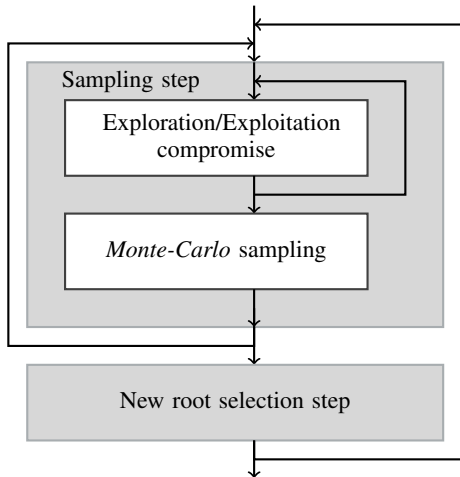 Sampling step
Exploration/Exploitation
compromise
Monte-Carlo sampling
New root selection step